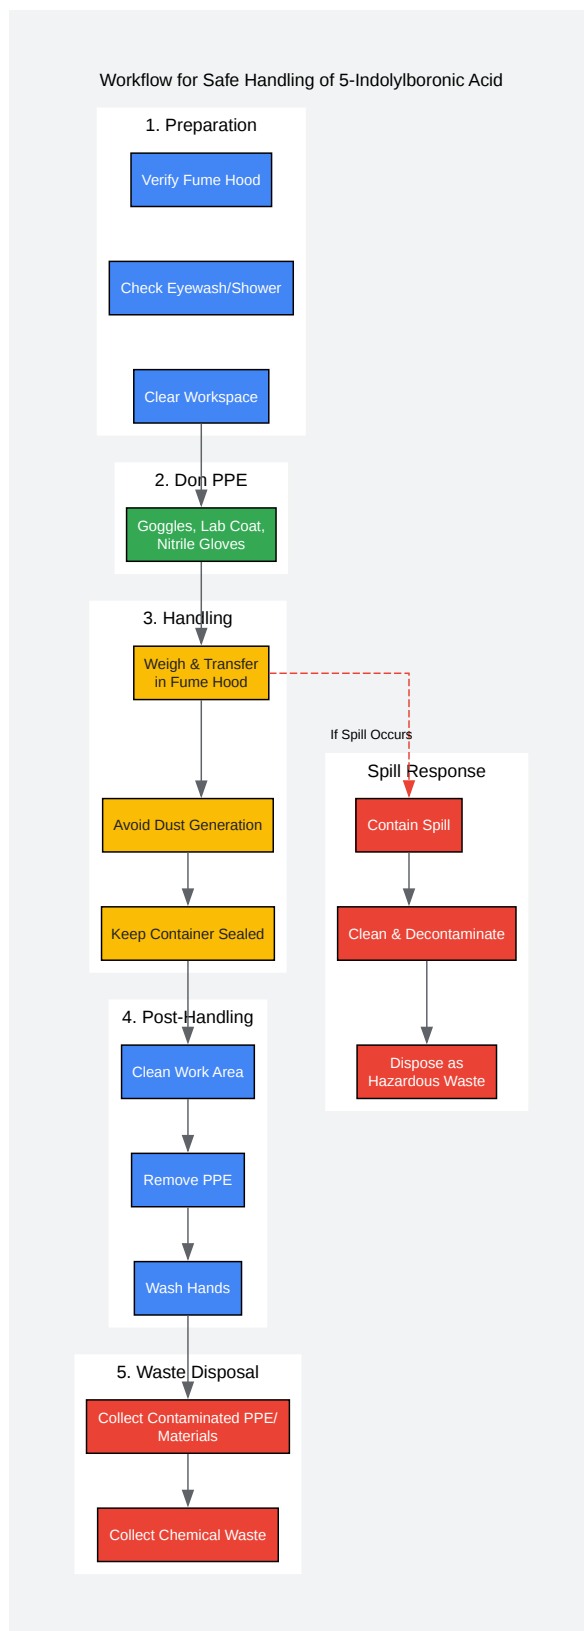 Workflow for Safe Handling of 5-Indolylboronic Acid
1. Preparation
Verify Fume Hood
Check Eyewash/Shower
Clear Workspace
2. Don PPE
Goggles, Lab Coat,
Nitrile Gloves
3. Handling
Weigh & Transfer
in Fume Hood
If Spill Occurs
Spill Response
Avoid Dust Generation
Contain Spill
Keep Container Sealed
Clean & Decontaminate
4. Post-Handling
Clean Work Area
Dispose as
Hazardous Waste
Remove PPE
Wash Hands
5. Waste Disposal
Collect Contaminated PPE/
Materials
Collect Chemical Waste